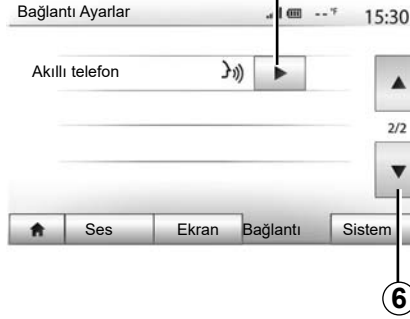 Bağlantı Ayarlar
--°F
15:30
Akıllı telefon
2/2
Ses
Ekran
Bağlantı
Sistem
6